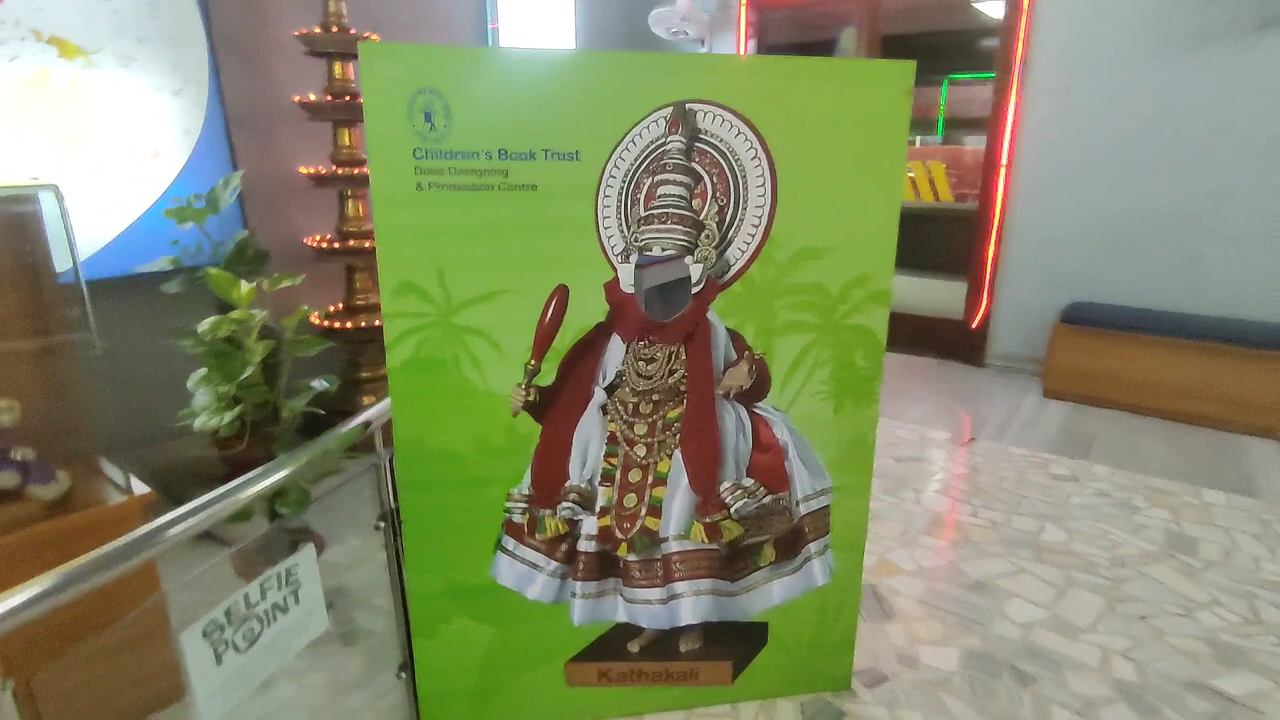 Children's Book Trust
Dolls Designing
& Production Centre
Kathakali
SELFIE
POINT